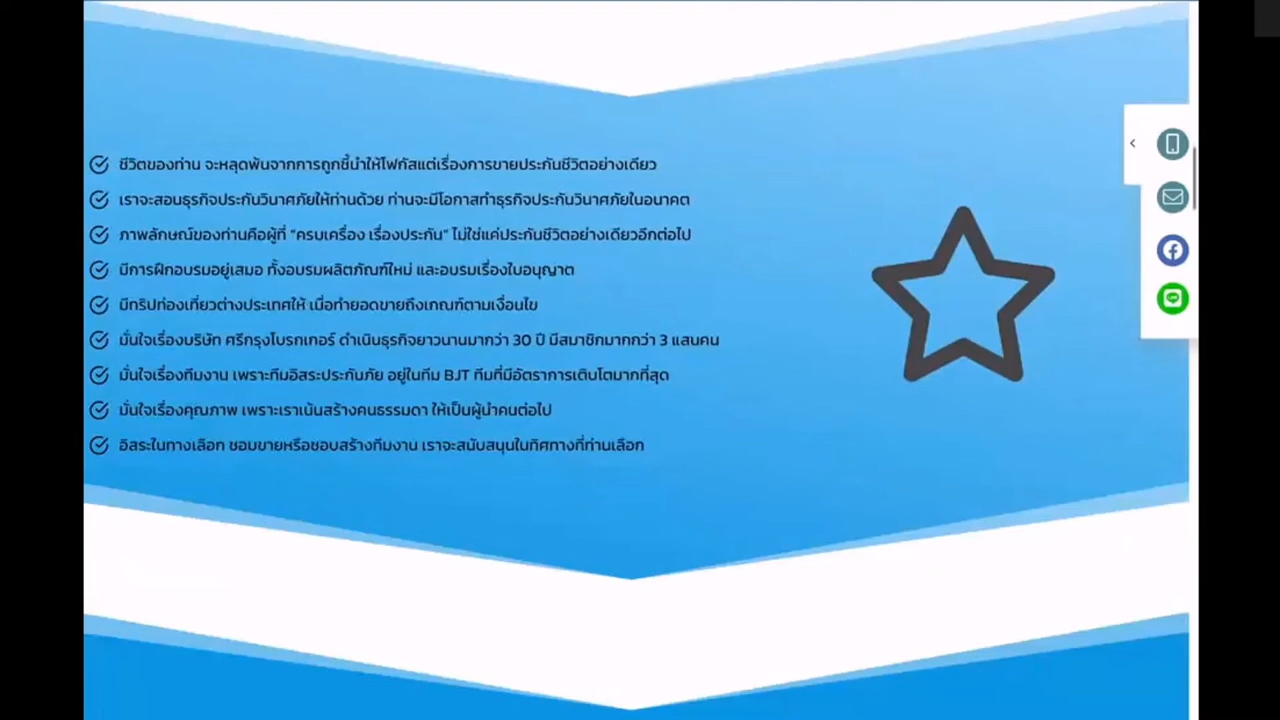 ชีวิตของท่าน จะหลุดพ้นจากการถูกชี้นำให้โฟกัสแต่เรื่องการขายประกันชีวิตอย่างเดียว
เราจะสอนธุรกิจประกันวินาศภัยให้ท่านด้วย ท่านจะมีโอกาสทำธุรกิจประกันวินาศภัยในอนาคต
ภาพลักษณ์ของท่านคือผู้ที่ “ครบเครื่อง เรื่องประกัน” ไม่ใช่แค่ประกันชีวิตอย่างเดียวอีกต่อไป
มีการฝึกอบรมอยู่เสมอ ทั้งอบรมผลิตภัณฑ์ใหม่ และอบรมเรื่องใบอนุญาต
มีทริปท่องเที่ยวต่างประเทศให้ เมื่อทำยอดขายถึงเกณฑ์ตามเงื่อนไข
มั่นใจเรื่องบริษัท ศรีกรุงโบรกเกอร์ ดำเนินธุรกิจยาวนานมากว่า 30 ปี มีสมาชิกมากกว่า 3 แสนคน
มั่นใจเรื่องทีมงาน เพราะทีมอิสระประกันภัย อยู่ในทีม BJT ทีมที่มีอัตราการเติบโตมากที่สุด
มั่นใจเรื่องคุณภาพ เพราะเราเน้นสร้างคนธรรมดา ให้เป็นผู้นำคนต่อไป
อิสระในทางเลือก ชอบขายหรือชอบสร้างทีมงาน เราจะสนับสนุนในทิศทางที่ท่านเลือก